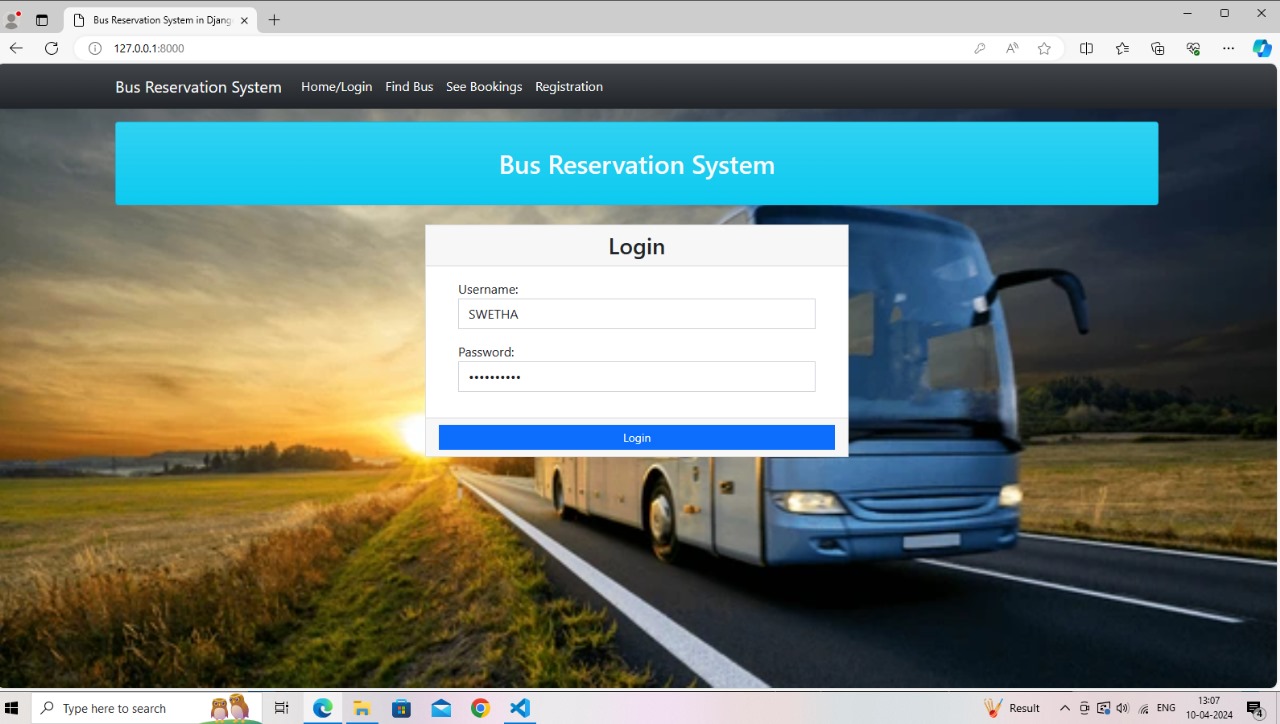 Bus Reservation System in Djang
127.0.0.1:8000
Bus Reservation System Home/Login Find Bus See Bookings Registration
Bus Reservation System
Login
Username:
SWETHA
Password:
••••••••••
Login
Type here to search
Result
ENG
13:07
10-04-2024
4